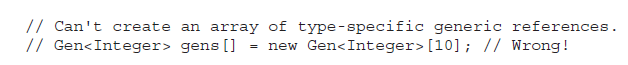 // Can't create an array of type-specific generic references.
// Gen<Integer> gens[] = new Gen<Integer>[10]; // Wrong!